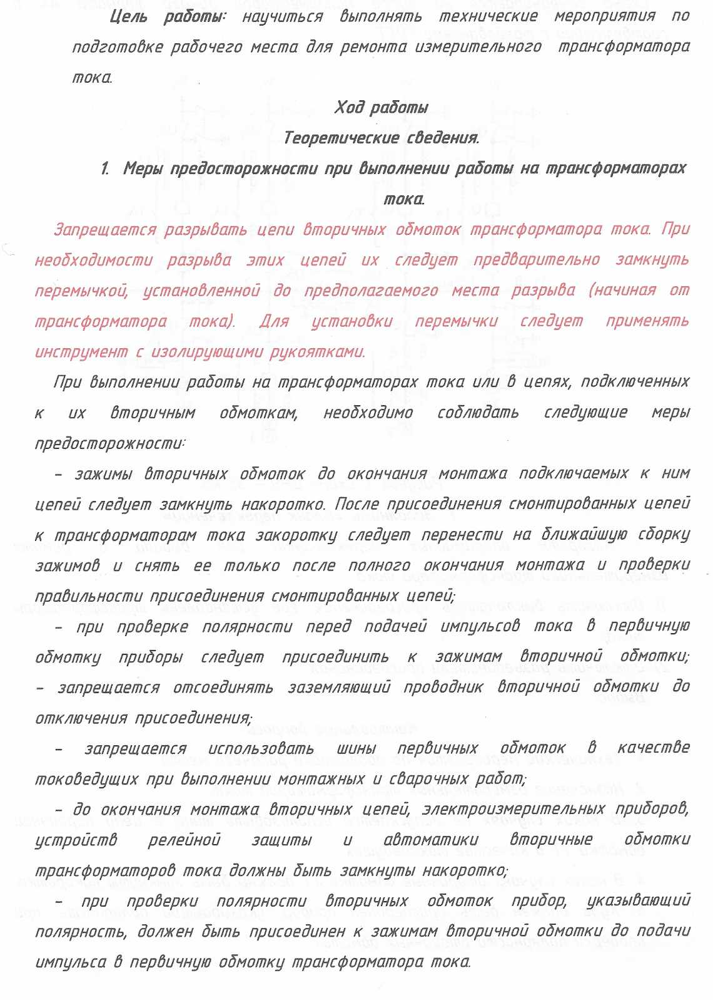 Цель работы: научиться выполнять технические мероприятия по
подготовке рабочего места для ремонта измерительного трансформатора
тока.
Ход работы
Теоретические сведения.
1. Меры предосторожности при выполнении работы на трансформаторах
тока.
Запрещается разрывать цепи вторичных обмоток трансформатора тока. При
необходимости разрыва этих цепей их следует предварительно замкнуть
перемычкой, установленной до предполагаемого места разрыва (начиная от
трансформатора тока). Для установки перемычки следует применять
инструмент с изолирующими рукоятками.
При выполнении работы на трансформаторах тока или в цепях, подключенных
к их вторичным обмоткам, необходимо соблюдать следующие меры
предосторожности:
– зажимы вторичных обмоток до окончания монтажа подключаемых к ним
цепей следует замкнуть накоротко. После присоединения смонтированных цепей
к трансформаторам тока закоротку следует перенести на ближайшую сборку
зажимов и снять ее только после полного окончания монтажа и проверки
правильности присоединения смонтированных цепей;
– при проверке полярности перед подачей импульсов тока в первичную
обмотку приборы следует присоединить к зажимам вторичной обмотки;
– запрещается отсоединять заземляющий проводник вторичной обмотки до
отключения присоединения;
– запрещается использовать шины первичных обмоток в качестве
токоведущих при выполнении монтажных и сварочных работ;
– до окончания монтажа вторичных цепей, электроизмерительных приборов,
устройств релейной защиты и автоматики вторичные обмотки
трансформаторов тока должны быть замкнуты накоротко;
– при проверки полярности вторичных обмоток прибор, указывающий
полярность, должен быть присоединен к зажимам вторичной обмотки до подачи
импульса в первичную обмотку трансформатора тока.